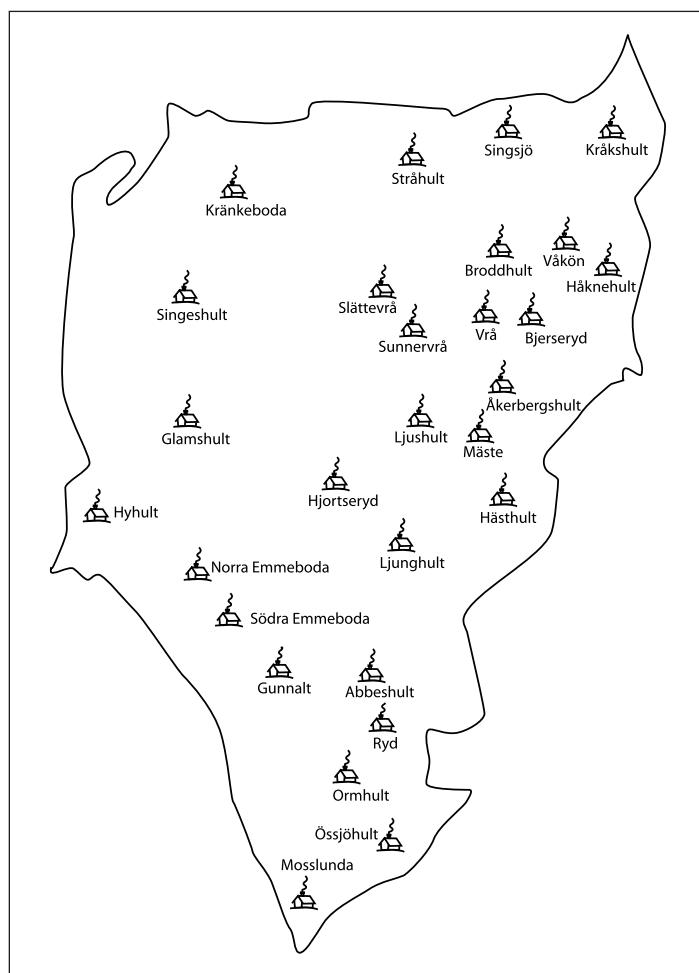 Singsjö
Kråkshult
Stråhult
Kränkeboda
Broddhult
Våkön
Håknehult
Singeshult
Slättevrå
Sunnervrå
Vrå
Bjerseryd
Åkerbergshult
Glamshult
Ljushult
Mäste
Hjortseryd
Hyhult
Hästhult
Ljunghult
Norra Emmeboda
Södra Emmeboda
Gunnalt
Abbeshult
Ryd
Ormhult
Össjöhult
Mosslunda